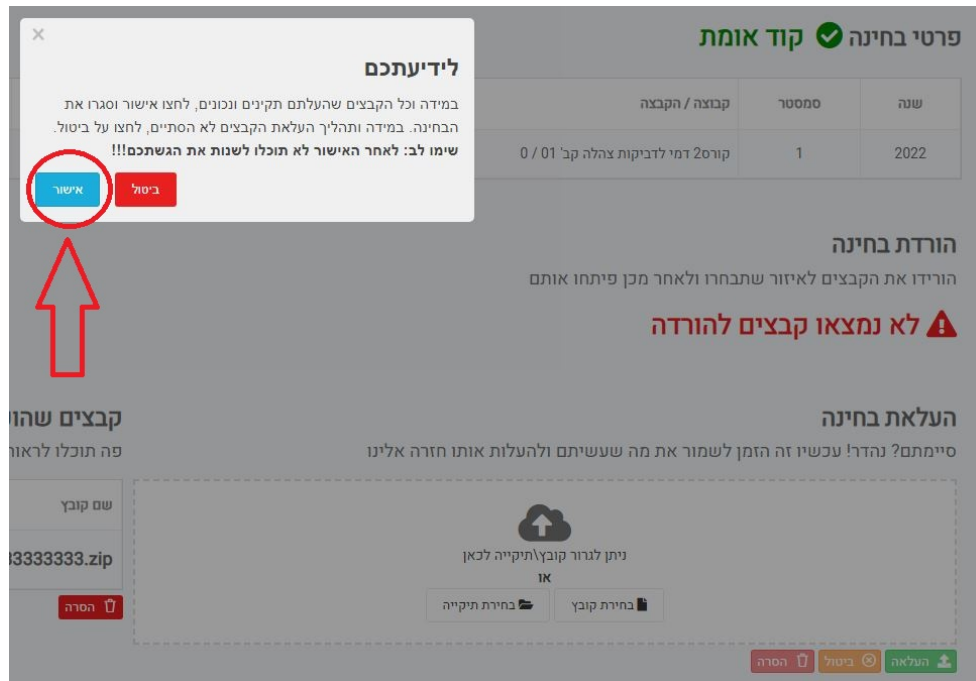 פרטי בחינה קוד אומת
שנה סמסטר קבוצה / הקבצה
2022 1 קורס2 דמי לדביקות צהלה קב' 01 / 0
×
לידיעתכם
במידה וכל הקבצים שהעלתם תקינים ונכונים, לחצו אישור וסגרו את
הבחינה. במידה ותהליך העלאת הקבצים לא הסתיים, לחצו על ביטול.
שימו לב: לאחר האישור לא תוכלו לשנות את הגשתכם!!!
ביטול אישור
הורדת בחינה
הורידו את הקבצים לאיזור שתבחרו ולאחר מכן פיתחו אותם
לא נמצאו קבצים להורדה
העלאת בחינה
סיימתם? נהדר! עכשיו זה הזמן לשמור את מה שעשיתם ולהעלות אותו חזרה אלינו
ניתן לגרור קובץ\תיקייה לכאן
או
בחירת קובץ בחירת תיקייה
העלאה ביטול הסרה
קבצים שהוע
פה תוכלו לראות
שם קובץ
33333333.zip
הסרה